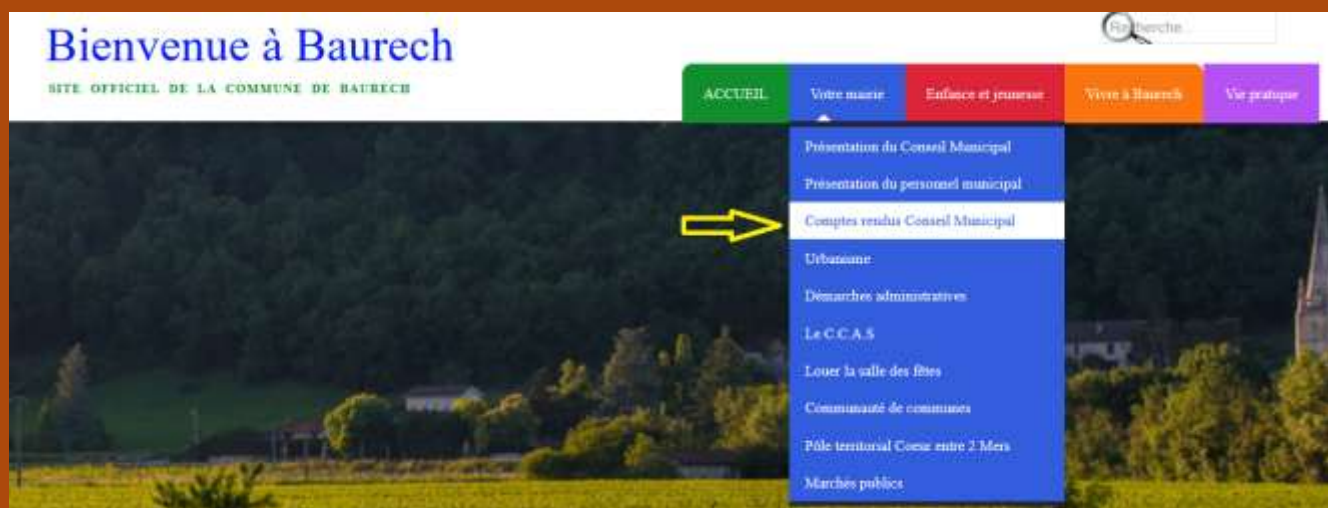 Bienvenue à Baurech
SITE OFFICIEL DE LA COMMUNE DE BAURECH
Recherche...
ACCUEIL
Votre mairie
Enfance et jeunesse
Vivre à Baurech
Vie pratique
Présentation du Conseil Municipal
Présentation du personnel municipal
Comptes rendus Conseil Municipal
Urbanisme
Démarches administratives
Le C.C.A.S
Louer la salle des fêtes
Communauté de communes
Pôle territorial Coeur entre 2 Mers
Marchés publics